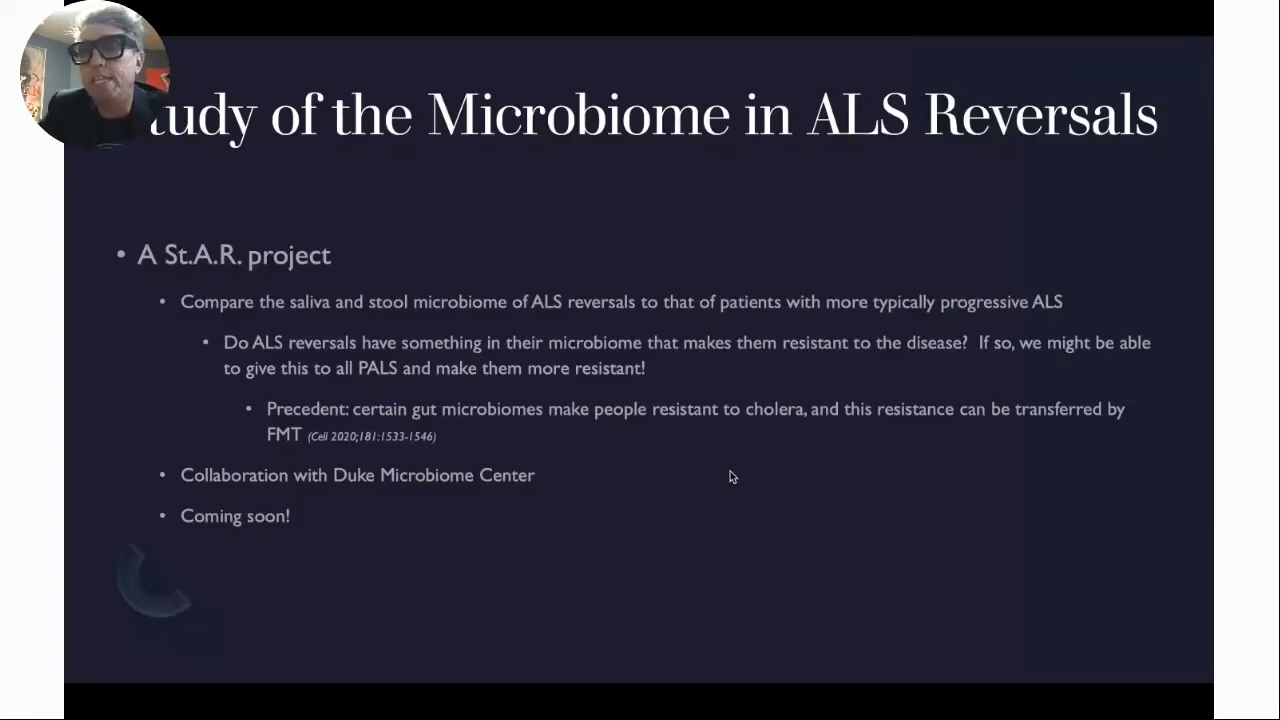 tudy of the Microbiome in ALS Reversals
• A St.A.R. project
• Compare the saliva and stool microbiome of ALS reversals to that of patients with more typically progressive ALS
• Do ALS reversals have something in their microbiome that makes them resistant to the disease? If so, we might be able
to give this to all PALS and make them more resistant!
• Precedent: certain gut microbiomes make people resistant to cholera, and this resistance can be transferred by
FMT (Cell 2020;181:1533-1546)
• Collaboration with Duke Microbiome Center
• Coming soon!